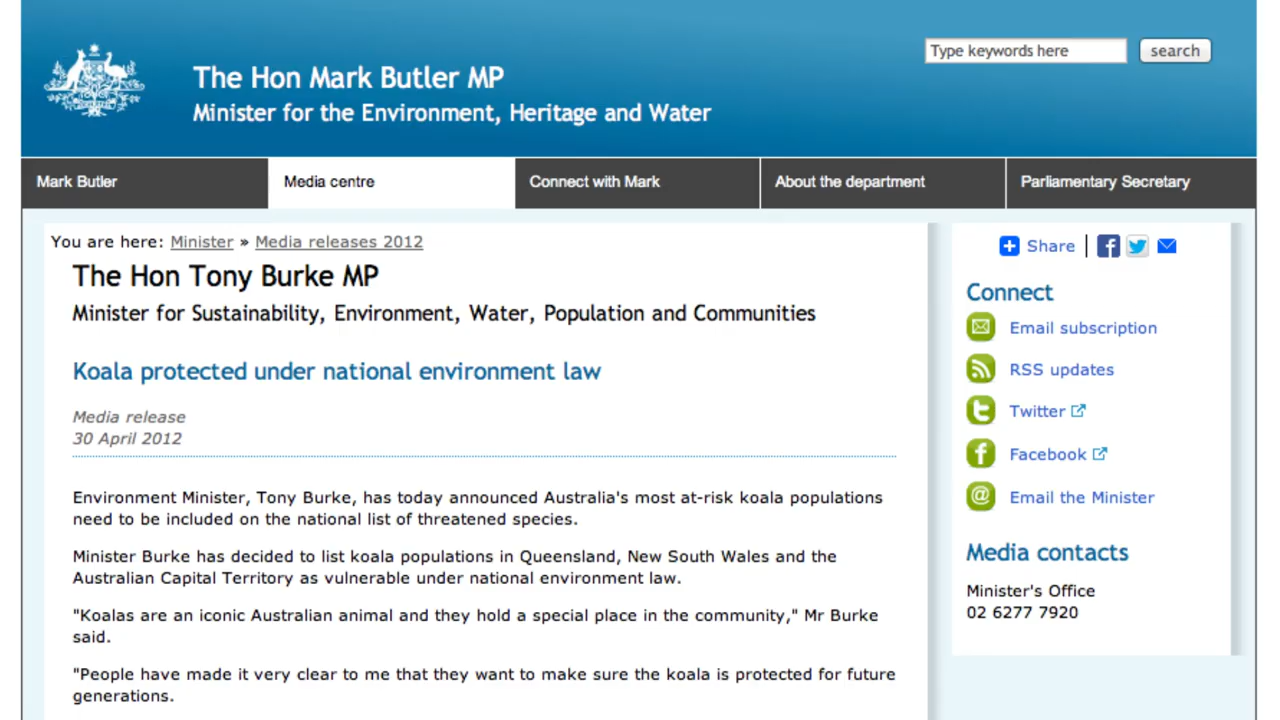 The Hon Mark Butler MP
Minister for the Environment, Heritage and Water
Type keywords here
search
Mark Butler
Media centre
Connect with Mark
About the department
Parliamentary Secretary
You are here: Minister » Media releases 2012
The Hon Tony Burke MP
Minister for Sustainability, Environment, Water, Population and Communities
Koala protected under national environment law
Media release
30 April 2012
Environment Minister, Tony Burke, has today announced Australia's most at-risk koala populations
need to be included on the national list of threatened species.
Minister Burke has decided to list koala populations in Queensland, New South Wales and the
Australian Capital Territory as vulnerable under national environment law.
"Koalas are an iconic Australian animal and they hold a special place in the community," Mr Burke
said.
"People have made it very clear to me that they want to make sure the koala is protected for future
generations.
Share
Connect
Email subscription
RSS updates
Twitter
Facebook
Email the Minister
Media contacts
Minister's Office
02 6277 7920